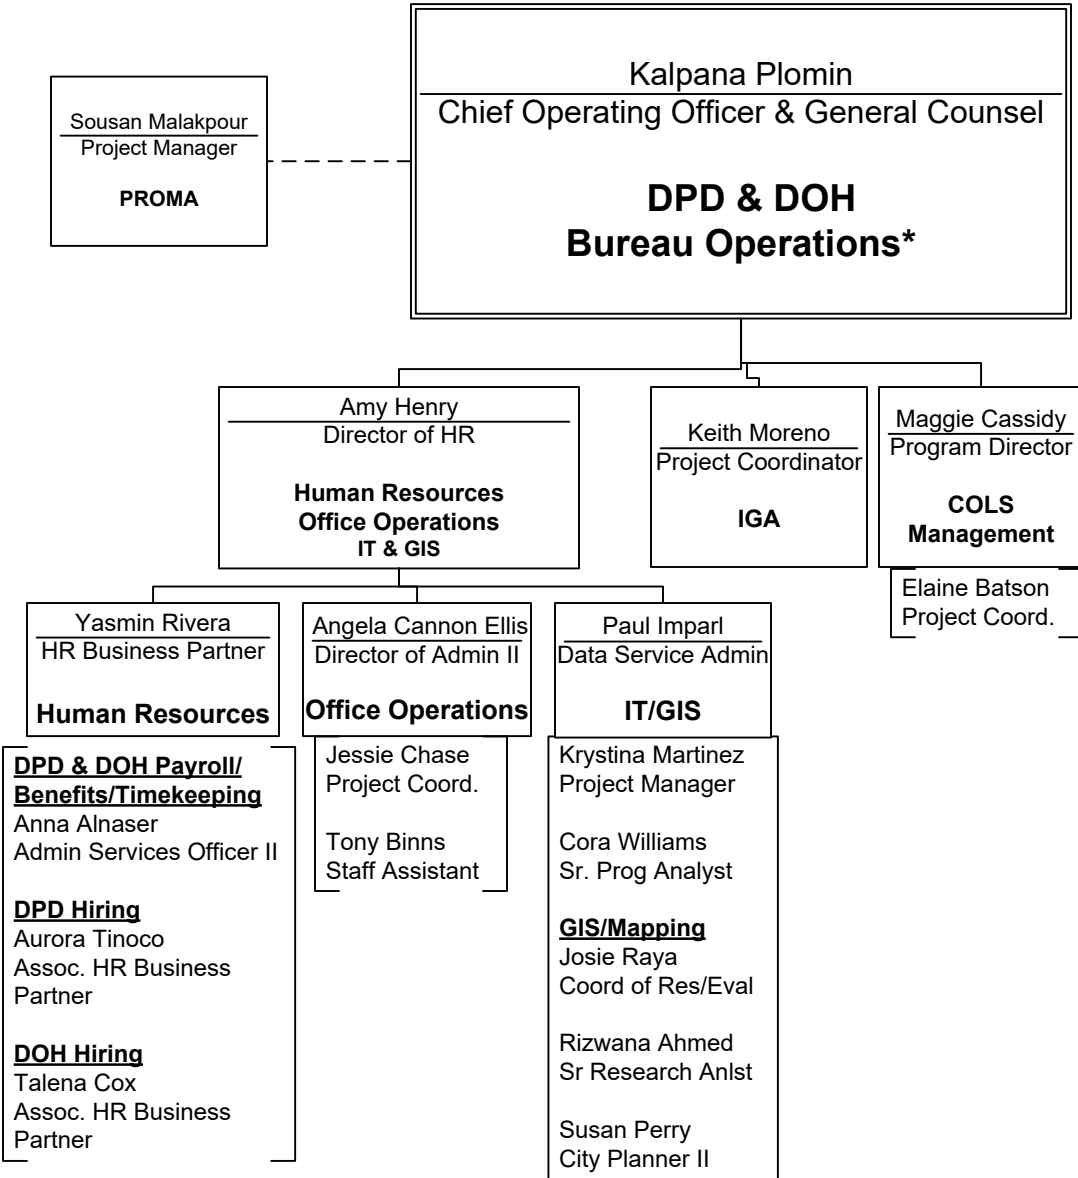 Kalpana Plomin
Chief Operating Officer & General Counsel
DPD & DOH
Bureau Operations*
Sousan Malakpour
Project Manager
PROMA
Amy Henry
Director of HR
Human Resources
Office Operations
IT & GIS
Keith Moreno
Project Coordinator
IGA
Maggie Cassidy
Program Director
COLS
Management
Elaine Batson
Project Coord.
Yasmin Rivera
HR Business Partner
Human Resources
DPD & DOH Payroll/
Benefits/Timekeeping
Anna Alnaser
Admin Services Officer II
DPD Hiring
Aurora Tinoco
Assoc. HR Business
Partner
DOH Hiring
Talena Cox
Assoc. HR Business
Partner
Angela Cannon Ellis
Director of Admin II
Office Operations
Jessie Chase
Project Coord.
Tony Binns
Staff Assistant
Paul Imparl
Data Service Admin
IT/GIS
Krystina Martinez
Project Manager
Cora Williams
Sr. Prog Analyst
GIS/Mapping
Josie Raya
Coord of Res/Eval
Rizwana Ahmed
Sr Research Anlst
Susan Perry
City Planner II